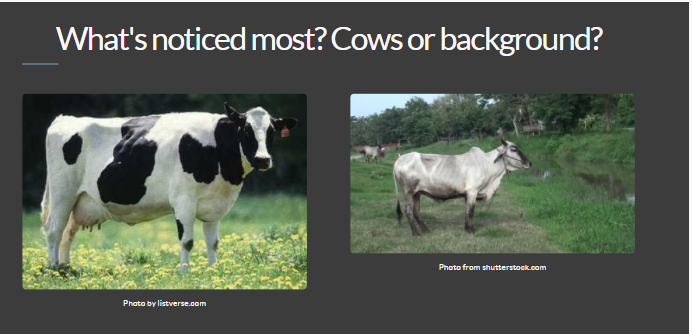 What's noticed most? Cows or background?
Photo by listverse.com
Photo from shutterstock.com